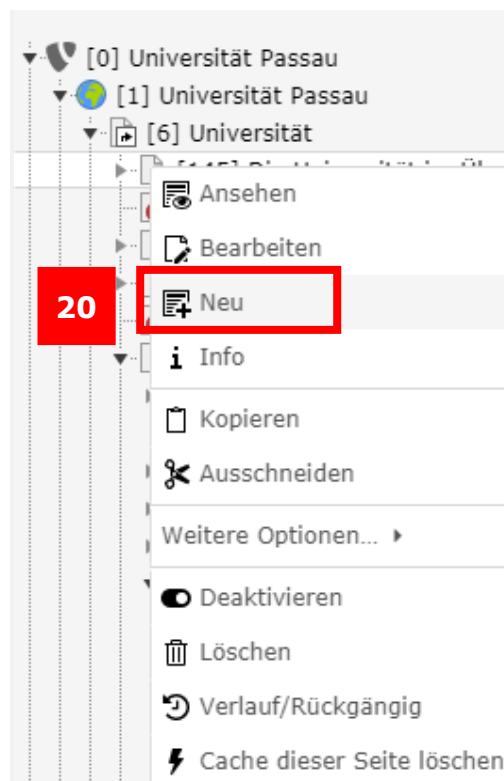 [0] Universität Passau
[1] Universität Passau
[6] Universität
Ansehen
Bearbeiten
20
Neu
Info
Kopieren
Ausschneiden
Weitere Optionen...
Deaktivieren
Löschen
Verlauf/Rückgängig
Cache dieser Seite löschen